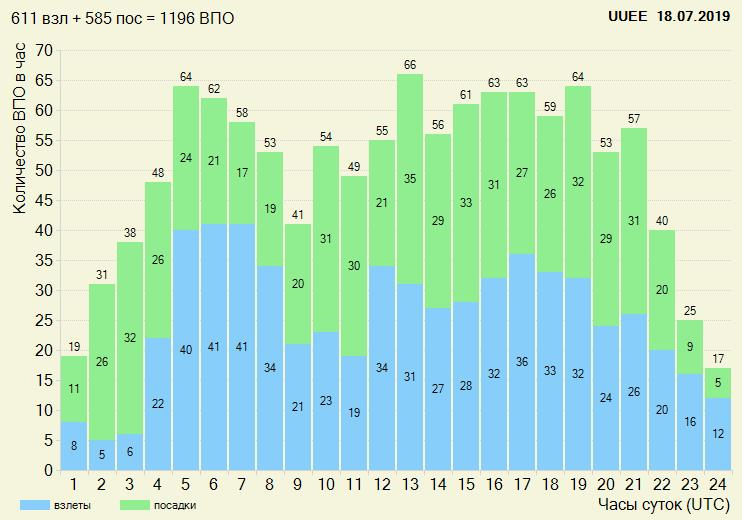 611 взл + 585 пос = 1196 ВПО
UUEE 18.07.2019
Количество ВПО в час
70
65
60
55
50
45
40
35
30
25
20
15
10
5
0
19 31 38 48 64 62 58 53 41 54 49 55 66 56 61 63 63 59 64 53 57 40 25 17
11 26 32 26 24 21 17 19 20 31 30 21 35 29 33 31 27 26 32 29 31 20 9 5
8 5 6 22 40 41 41 34 21 23 19 34 31 27 28 32 36 33 32 24 26 20 16 12
1 2 3 4 5 6 7 8 9 10 11 12 13 14 15 16 17 18 19 20 21 22 23 24
взлеты посадки Часы суток (UTC)